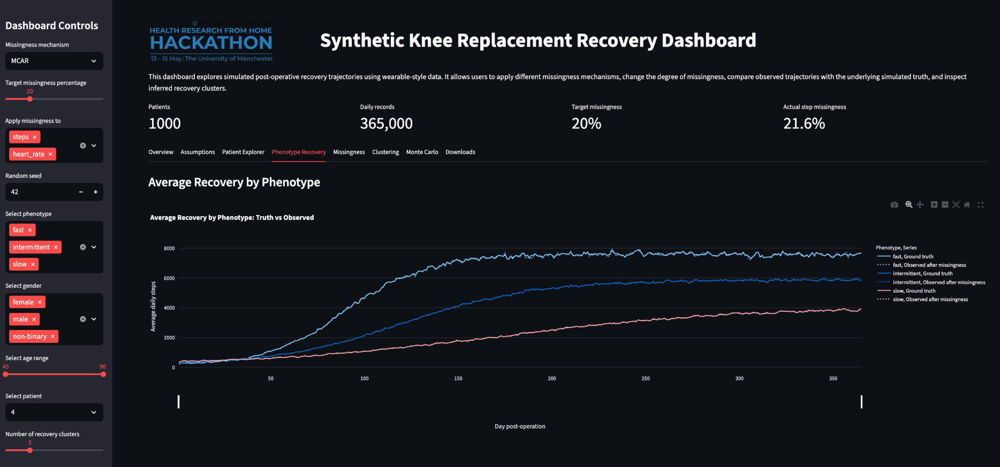 Dashboard Controls
Missingness mechanism
MCAR
Target missingness percentage
20
Apply missingness to
steps ×
heart_rate ×
Random seed
42 − +
Select phenotype
fast ×
intermittent ×
slow ×
Select gender
female ×
male ×
non-binary ×
Select age range
45 90
Select patient
4
Number of recovery clusters
3
HEALTH RESEARCH FROM HOME
HACKATHON
13 - 15 May | The University of Manchester
Synthetic Knee Replacement Recovery Dashboard
This dashboard explores simulated post-operative recovery trajectories using wearable-style data. It allows users to apply different missingness mechanisms, change the degree of missingness, compare observed trajectories with the underlying simulated truth, and inspect
inferred recovery clusters.
Patients Daily records Target missingness Actual step missingness
1000 365,000 20% 21.6%
Overview Assumptions Patient Explorer Phenotype Recovery Missingness Clustering Monte Carlo Downloads
Average Recovery by Phenotype
Average Recovery by Phenotype: Truth vs Observed
Average daily steps
8000
6000
4000
2000
0
50 100 150 200 250 300 350
Day post-operation
Phenotype, Series
fast, Ground truth
fast, Observed after missingness
intermittent, Ground truth
intermittent, Observed after missingness
slow, Ground truth
slow, Observed after missingness